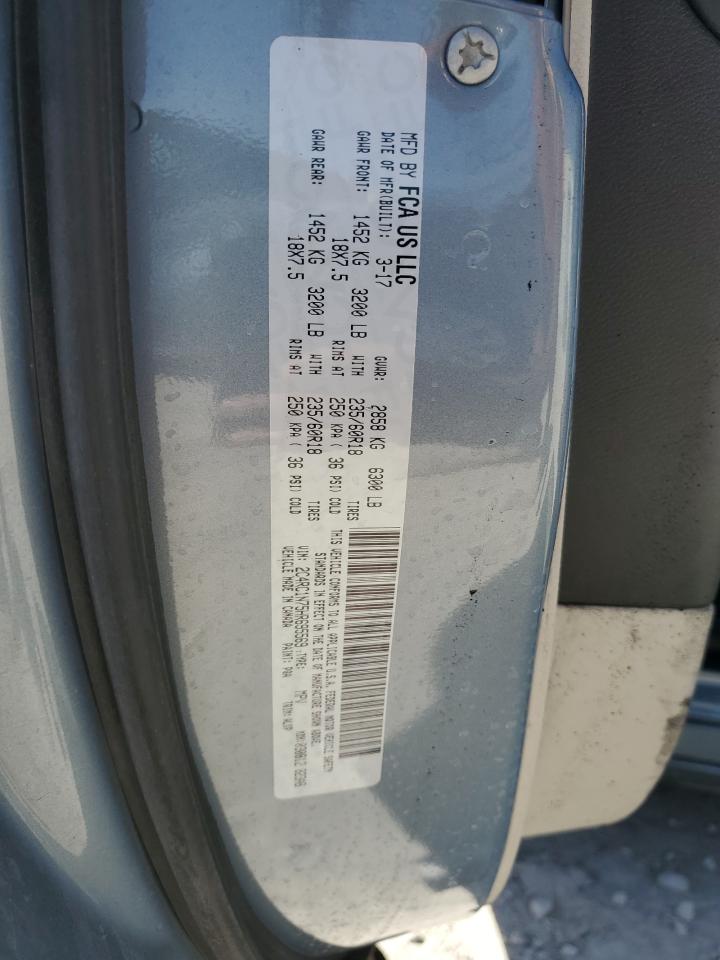 MFD BY FCA US LLC
DATE OF MFR(BUILT): 3-17 GVWR: 2858 KG 6300 LB
GAWR FRONT: 1452 KG 3200 LB WITH 235/60R18 TIRES
18X7.5 RIMS AT 250 KPA ( 36 PSI) COLD
GAWR REAR: 1452 KG 3200 LB WITH 235/60R18 TIRES
18X7.5 RIMS AT 250 KPA ( 36 PSI) COLD
THIS VEHICLE CONFORMS TO ALL APPLICABLE U.S.A. FEDERAL MOTOR VEHICLE SAFETY
STANDARDS IN EFFECT ON THE DATE OF MANUFACTURE SHOWN ABOVE.
VIN: TYPE: MPV
VEHICLE MADE IN CANADA PAINT: TRIM: